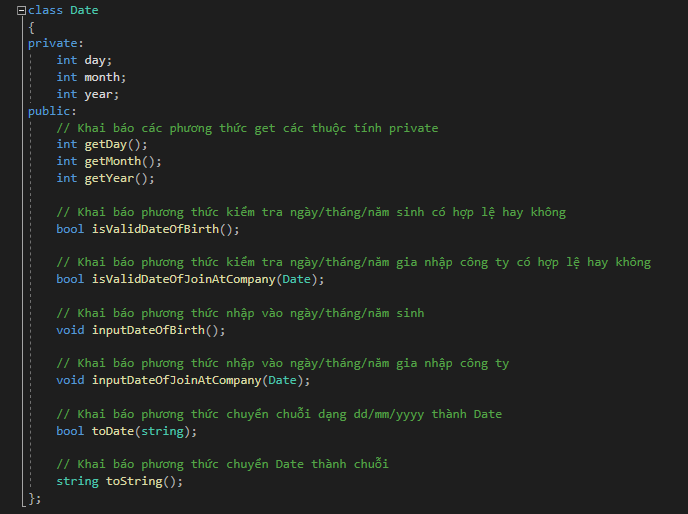 class Date
{
private:
int day;
int month;
int year;
public:
// Khai báo các phương thức get các thuộc tính private
int getDay();
int getMonth();
int getYear();
// Khai báo phương thức kiểm tra ngày/tháng/năm sinh có hợp lệ hay không
bool isValidDateOfBirth();
// Khai báo phương thức kiểm tra ngày/tháng/năm gia nhập công ty có hợp lệ hay không
bool isValidDateOfJoinAtCompany(Date);
// Khai báo phương thức nhập vào ngày/tháng/năm sinh
void inputDateOfBirth();
// Khai báo phương thức nhập vào ngày/tháng/năm gia nhập công ty
void inputDateOfJoinAtCompany(Date);
// Khai báo phương thức chuyển chuỗi dạng dd/mm/yyyy thành Date
bool toDate(string);
// Khai báo phương thức chuyển Date thành chuỗi
string toString();
};